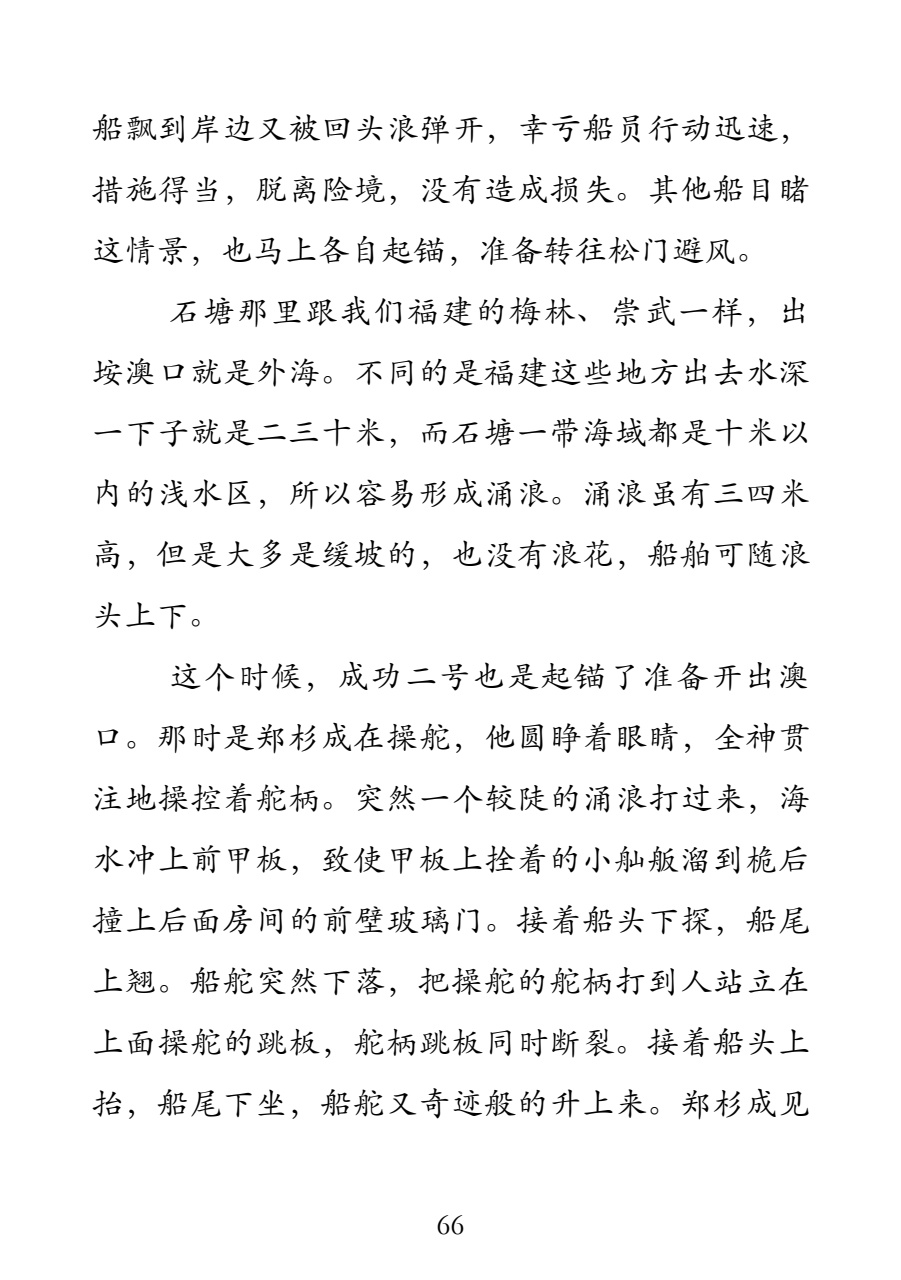 船飘到岸边又被回头浪弹开，幸亏船员行动迅速，
措施得当，脱离险境，没有造成损失。其他船目睹
这情景，也马上各自起锚，准备转往松门避风。
石塘那里跟我们福建的梅林、崇武一样，出
垵澳口就是外海。不同的是福建这些地方出去水深
一下子就是二三十米，而石塘一带海域都是十米以
内的浅水区，所以容易形成涌浪。涌浪虽有三四米
高，但是大多是缓坡的，也没有浪花，船舶可随浪
头上下。
这个时候，成功二号也是起锚了准备开出澳
口。那时是郑杉成在操舵，他圆睁着眼睛，全神贯
注地操控着舵柄。突然一个较陡的涌浪打过来，海
水冲上前甲板，致使甲板上拴着的小舢舨溜到桅后
撞上后面房间的前壁玻璃门。接着船头下探，船尾
上翘。船舵突然下落，把操舵的舵柄打到人站立在
上面操舵的跳板，舵柄跳板同时断裂。接着船头上
抬，船尾下坐，船舵又奇迹般的升上来。郑杉成见
66